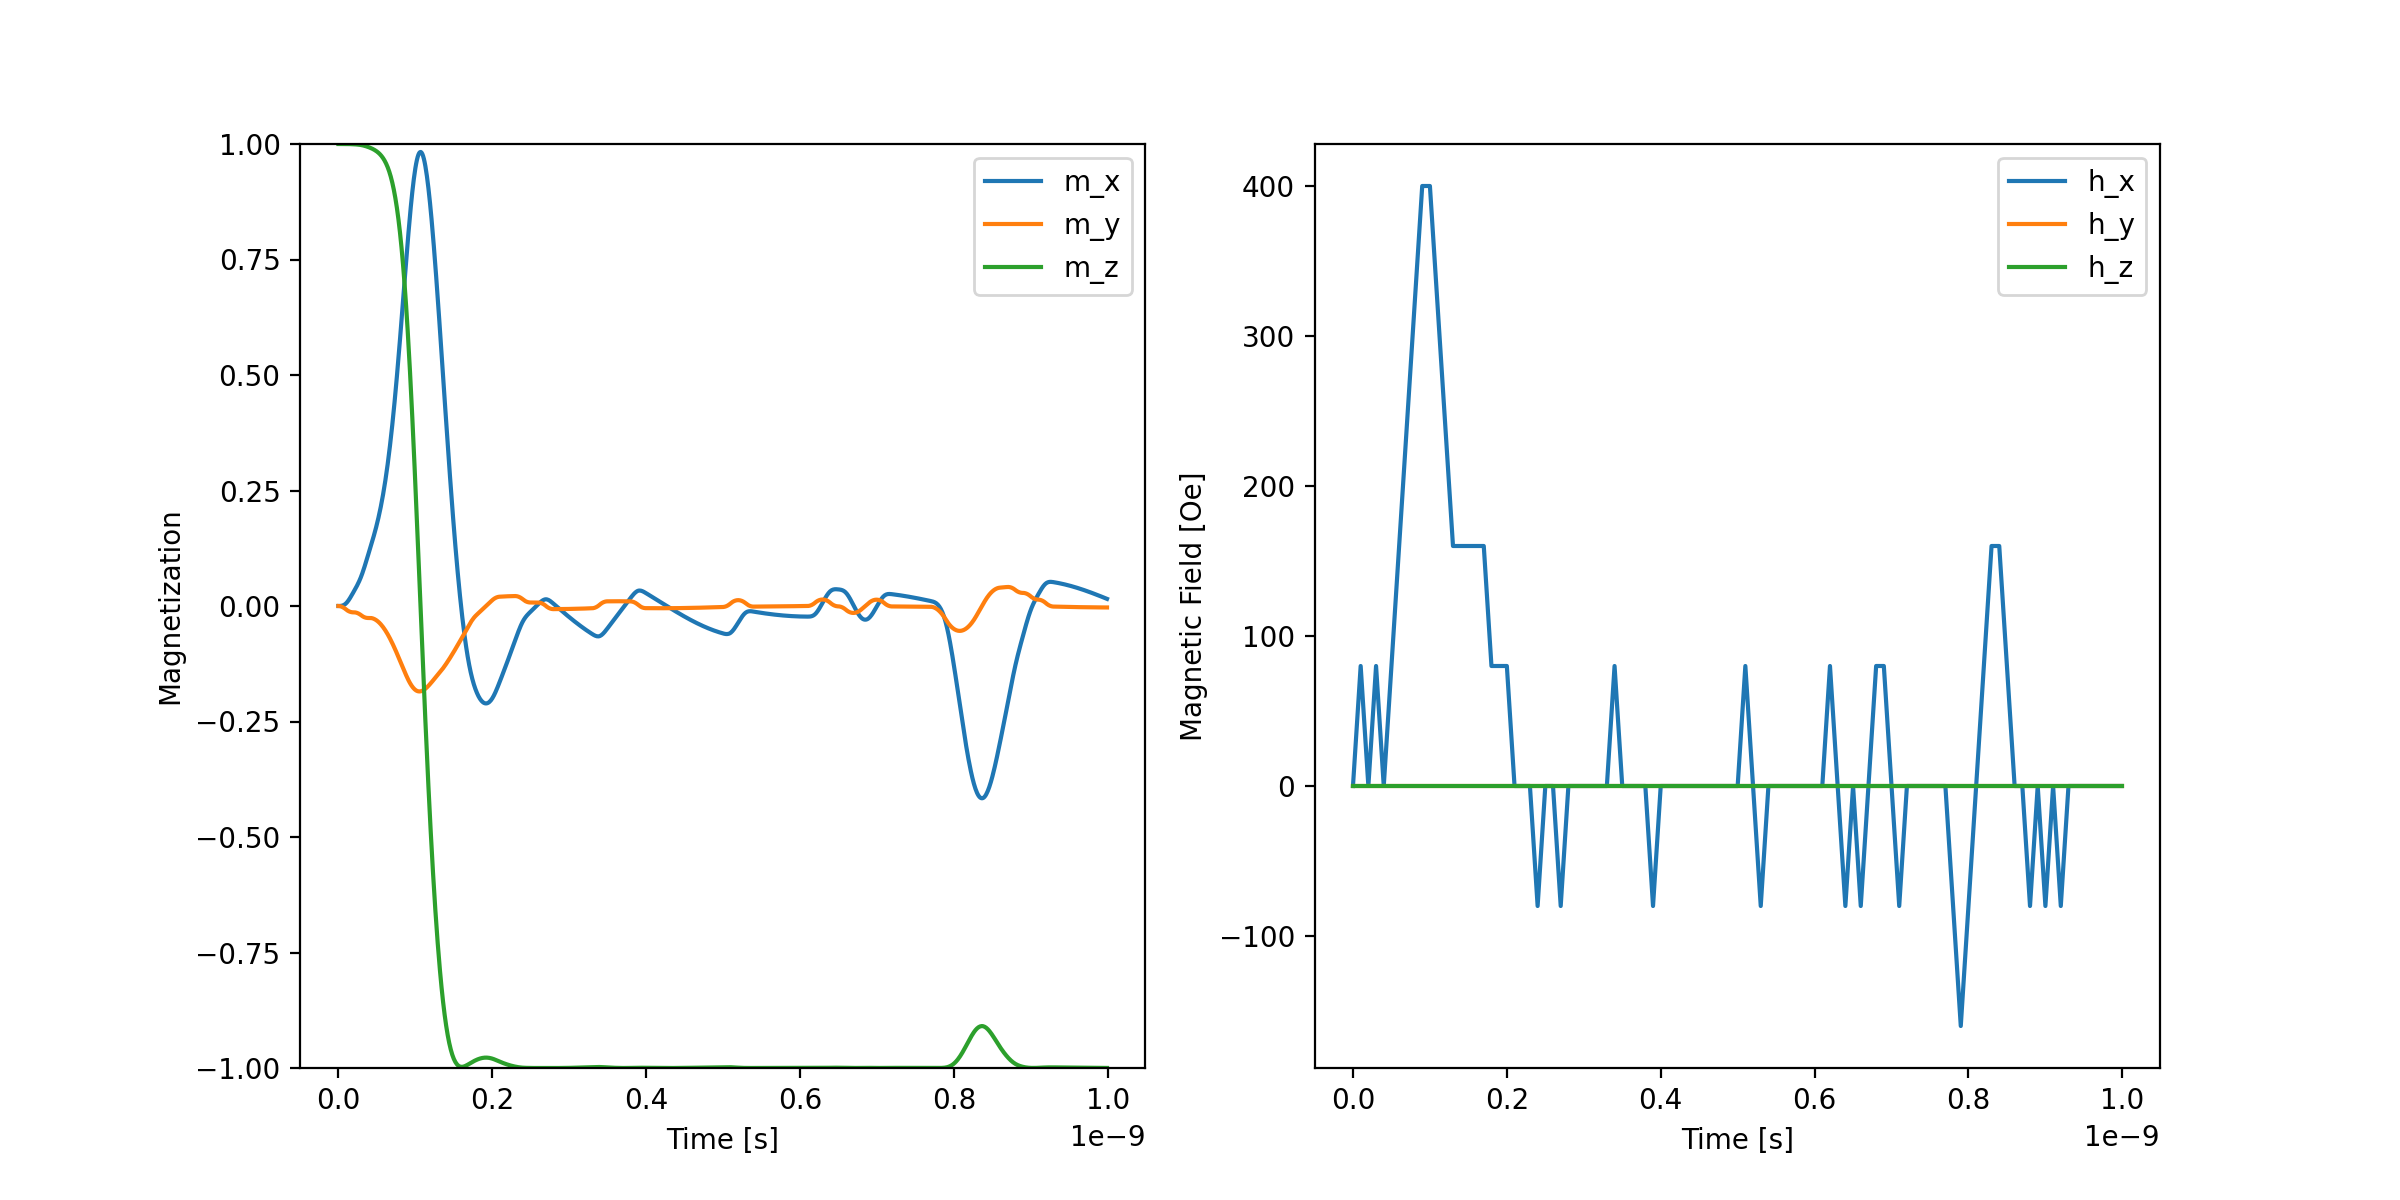 1.00
0.75
0.50
0.25
0.00
−0.25
−0.50
−0.75
−1.00
Magnetization
m_x
m_y
m_z
0.0 0.2 0.4 0.6 0.8 1.0
1e−9
Time [s]
400
300
200
100
0
−100
Magnetic Field [Oe]
h_x
h_y
h_z
0.0 0.2 0.4 0.6 0.8 1.0
1e−9
Time [s]